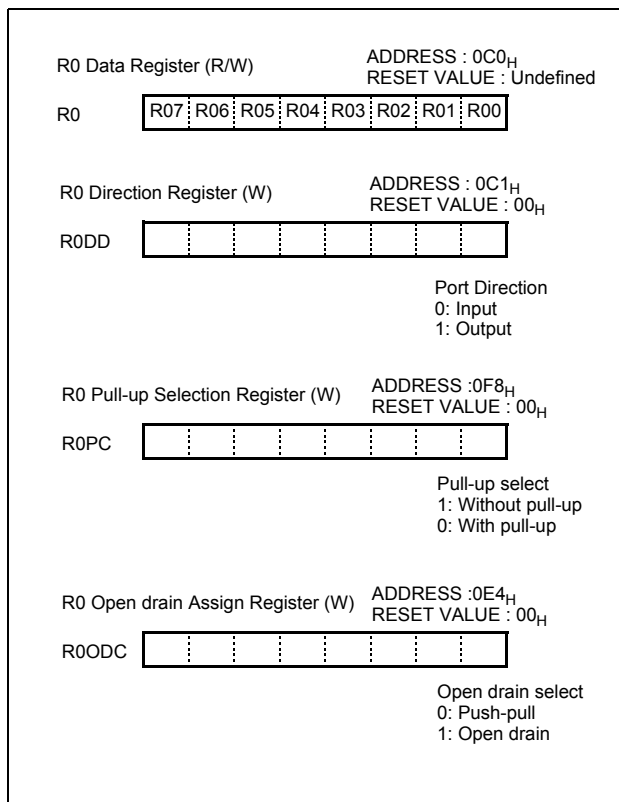 R0 Data Register (R/W)
ADDRESS : 0C0H
RESET VALUE : Undefined
R0
R07 R06 R05 R04 R03 R02 R01 R00
R0 Direction Register (W)
ADDRESS : 0C1H
RESET VALUE : 00H
R0DD
Port Direction
0: Input
1: Output
R0 Pull-up Selection Register (W)
ADDRESS :0F8H
RESET VALUE : 00H
R0PC
Pull-up select
1: Without pull-up
0: With pull-up
R0 Open drain Assign Register (W)
ADDRESS :0E4H
RESET VALUE : 00H
R0ODC
Open drain select
0: Push-pull
1: Open drain